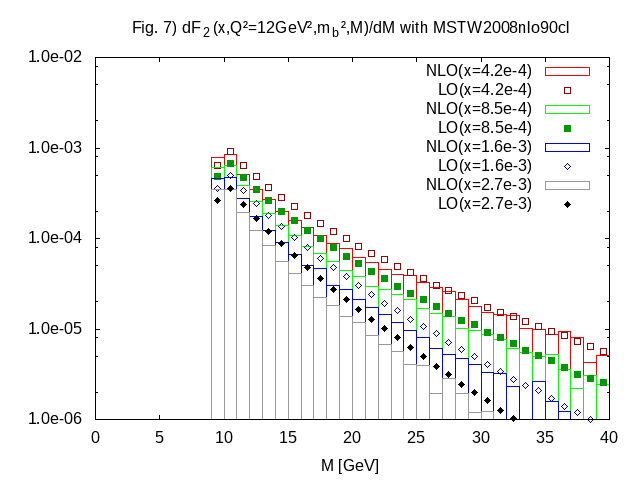 Fig. 7) dF₂(x,Q²=12GeV²,m_b²,M)/dM with MSTW2008nlo90cl
1.0e-02
NLO(x=4.2e-4)
LO(x=4.2e-4)
NLO(x=8.5e-4)
LO(x=8.5e-4)
NLO(x=1.6e-3)
LO(x=1.6e-3)
NLO(x=2.7e-3)
LO(x=2.7e-3)
1.0e-03
1.0e-04
1.0e-05
1.0e-06
0 5 10 15 20 25 30 35 40
M [GeV]